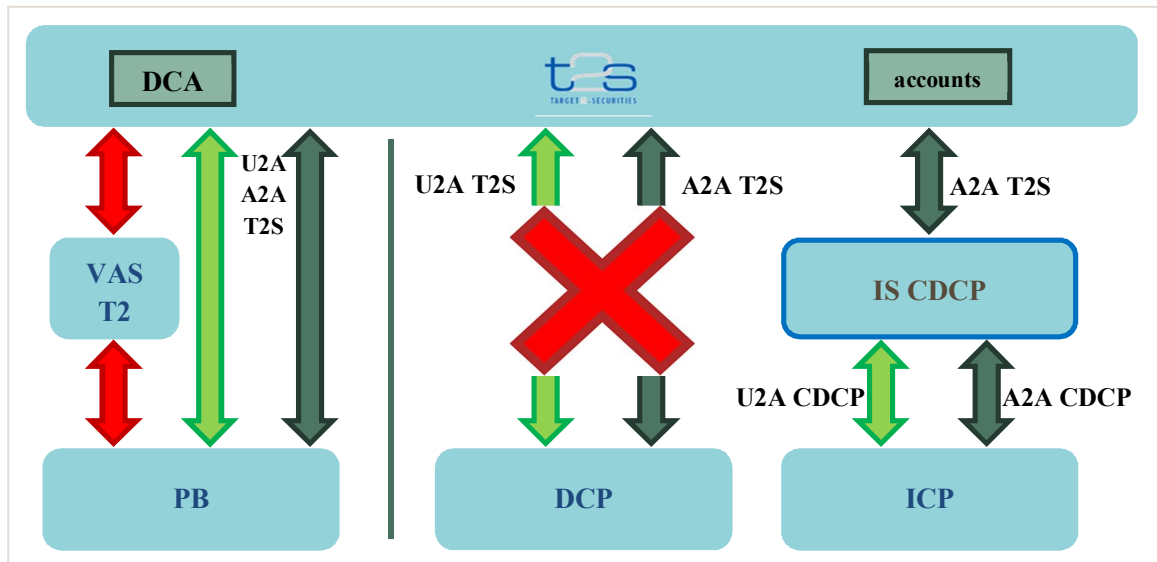 DCA
t2s
TARGET2-SECURITIES
accounts
U2A
A2A
T2S
U2A T2S
A2A T2S
A2A T2S
VAS
T2
IS CDCP
U2A CDCP
A2A CDCP
PB
DCP
ICP